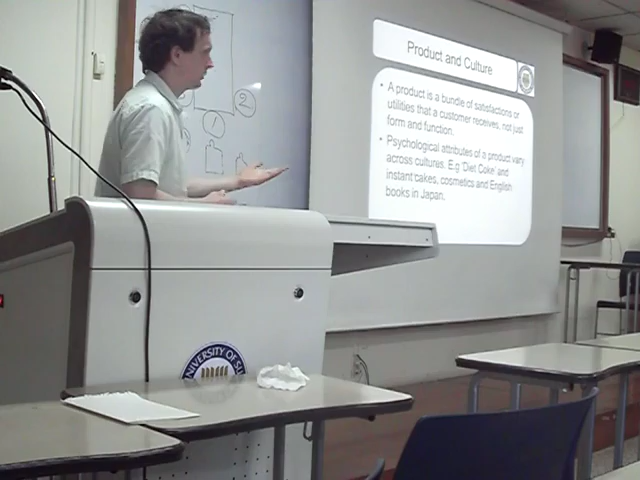 Product and Culture
• A product is a bundle of satisfactions or
utilities that a customer receives, not just
form and function.
• Psychological attributes of a product vary
across cultures. E.g 'Diet Coke' and
instant cakes, cosmetics and English
books in Japan.
2
1
UNIVERSITY OF